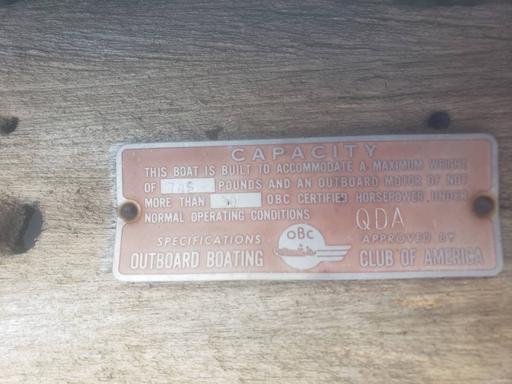 CAPACITY
THIS BOAT IS BUILT TO ACCOMMODATE A MAXIMUM WEIGHT
OF POUNDS AND AN OUTBOARD MOTOR OF NOT
MORE THAN OBC CERTIFIED HORSEPOWER UNDER
NORMAL OPERATING CONDITIONS
QDA
SPECIFICATIONS OBC APPROVED BY
OUTBOARD BOATING CLUB OF AMERICA